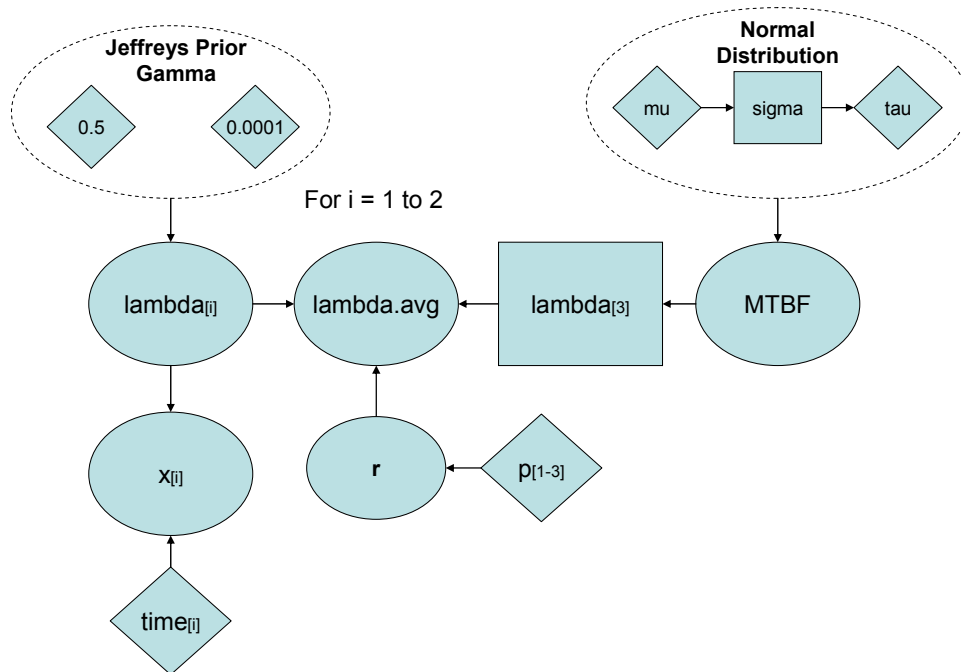 Jeffreys Prior
Gamma
0.5
0.0001
Normal
Distribution
mu
sigma
tau
For i = 1 to 2
lambda[i]
lambda.avg
lambda[3]
MTBF
x[i]
r
p[1-3]
time[i]